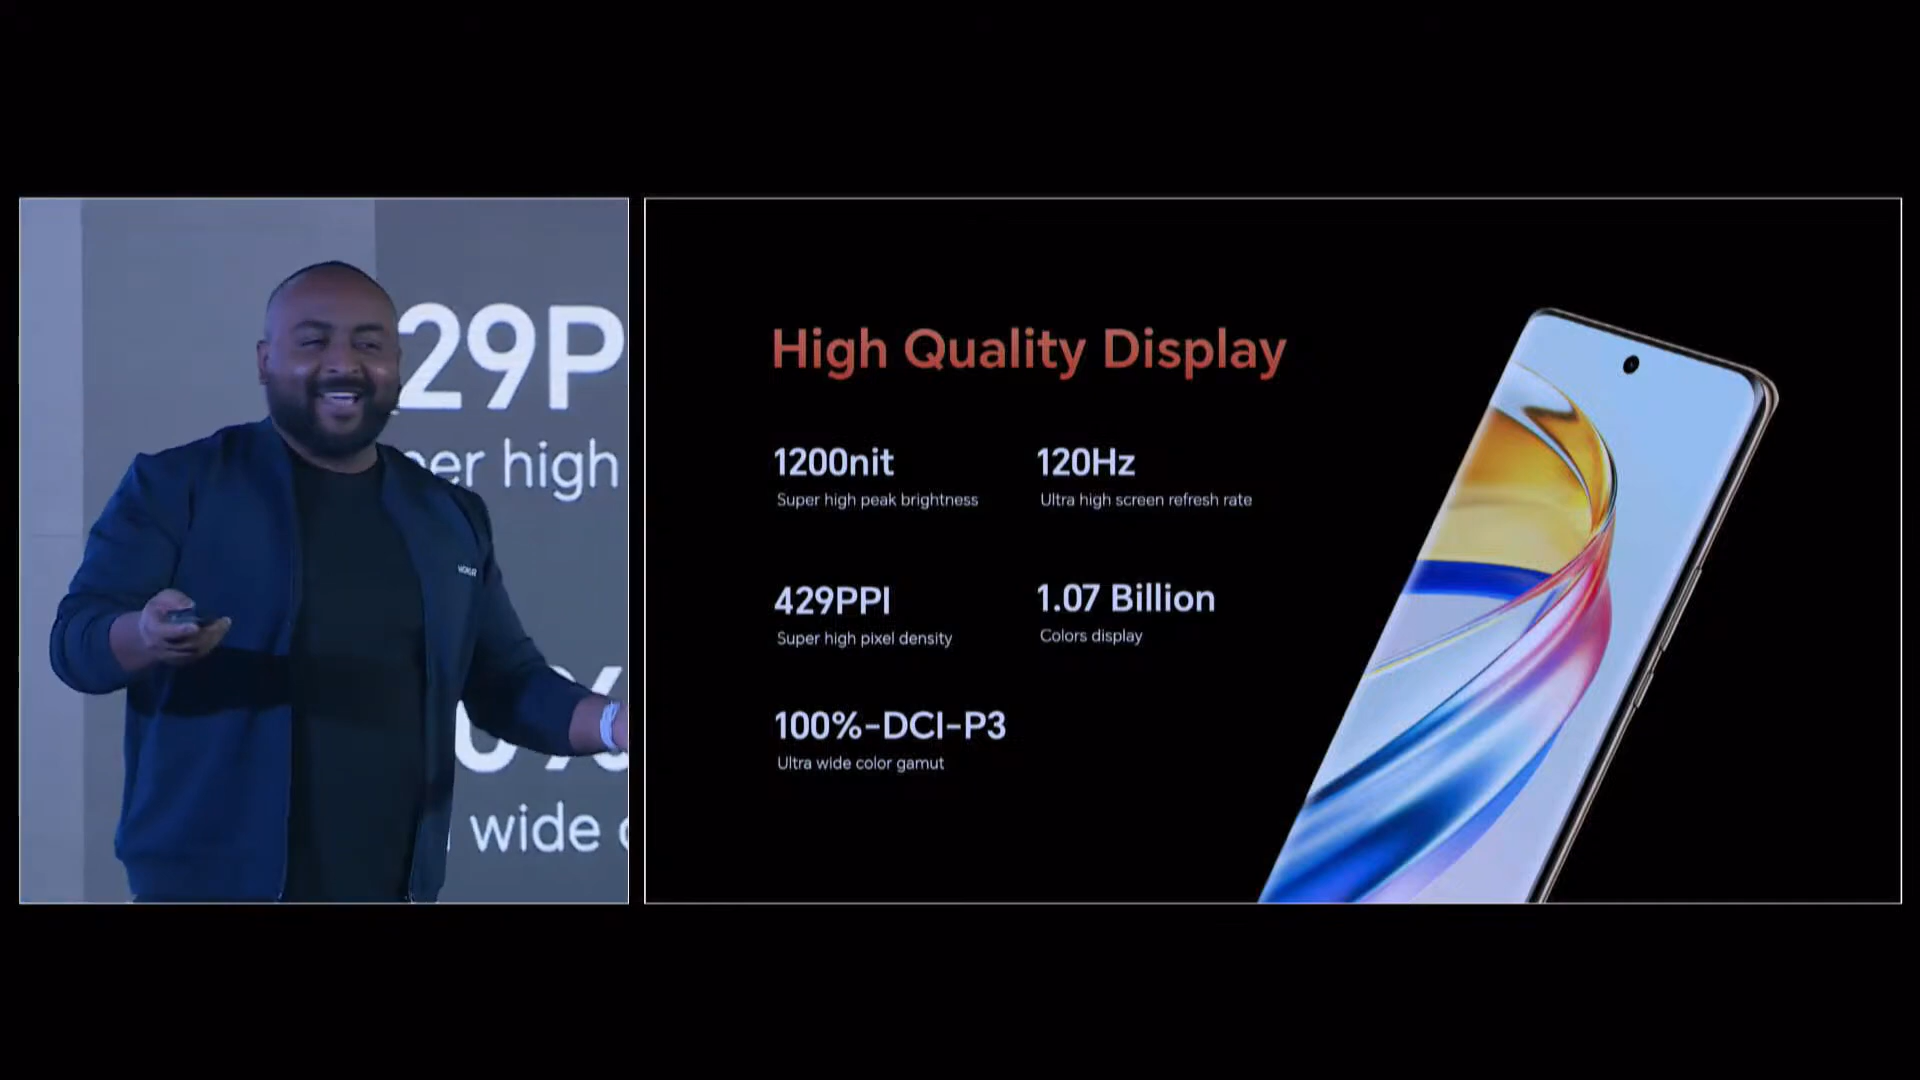 29P
er high
%
wide
HONOR
High Quality Display
1200nit
Super high peak brightness
120Hz
Ultra high screen refresh rate
429PPI
Super high pixel density
1.07 Billion
Colors display
100%-DCI-P3
Ultra wide color gamut